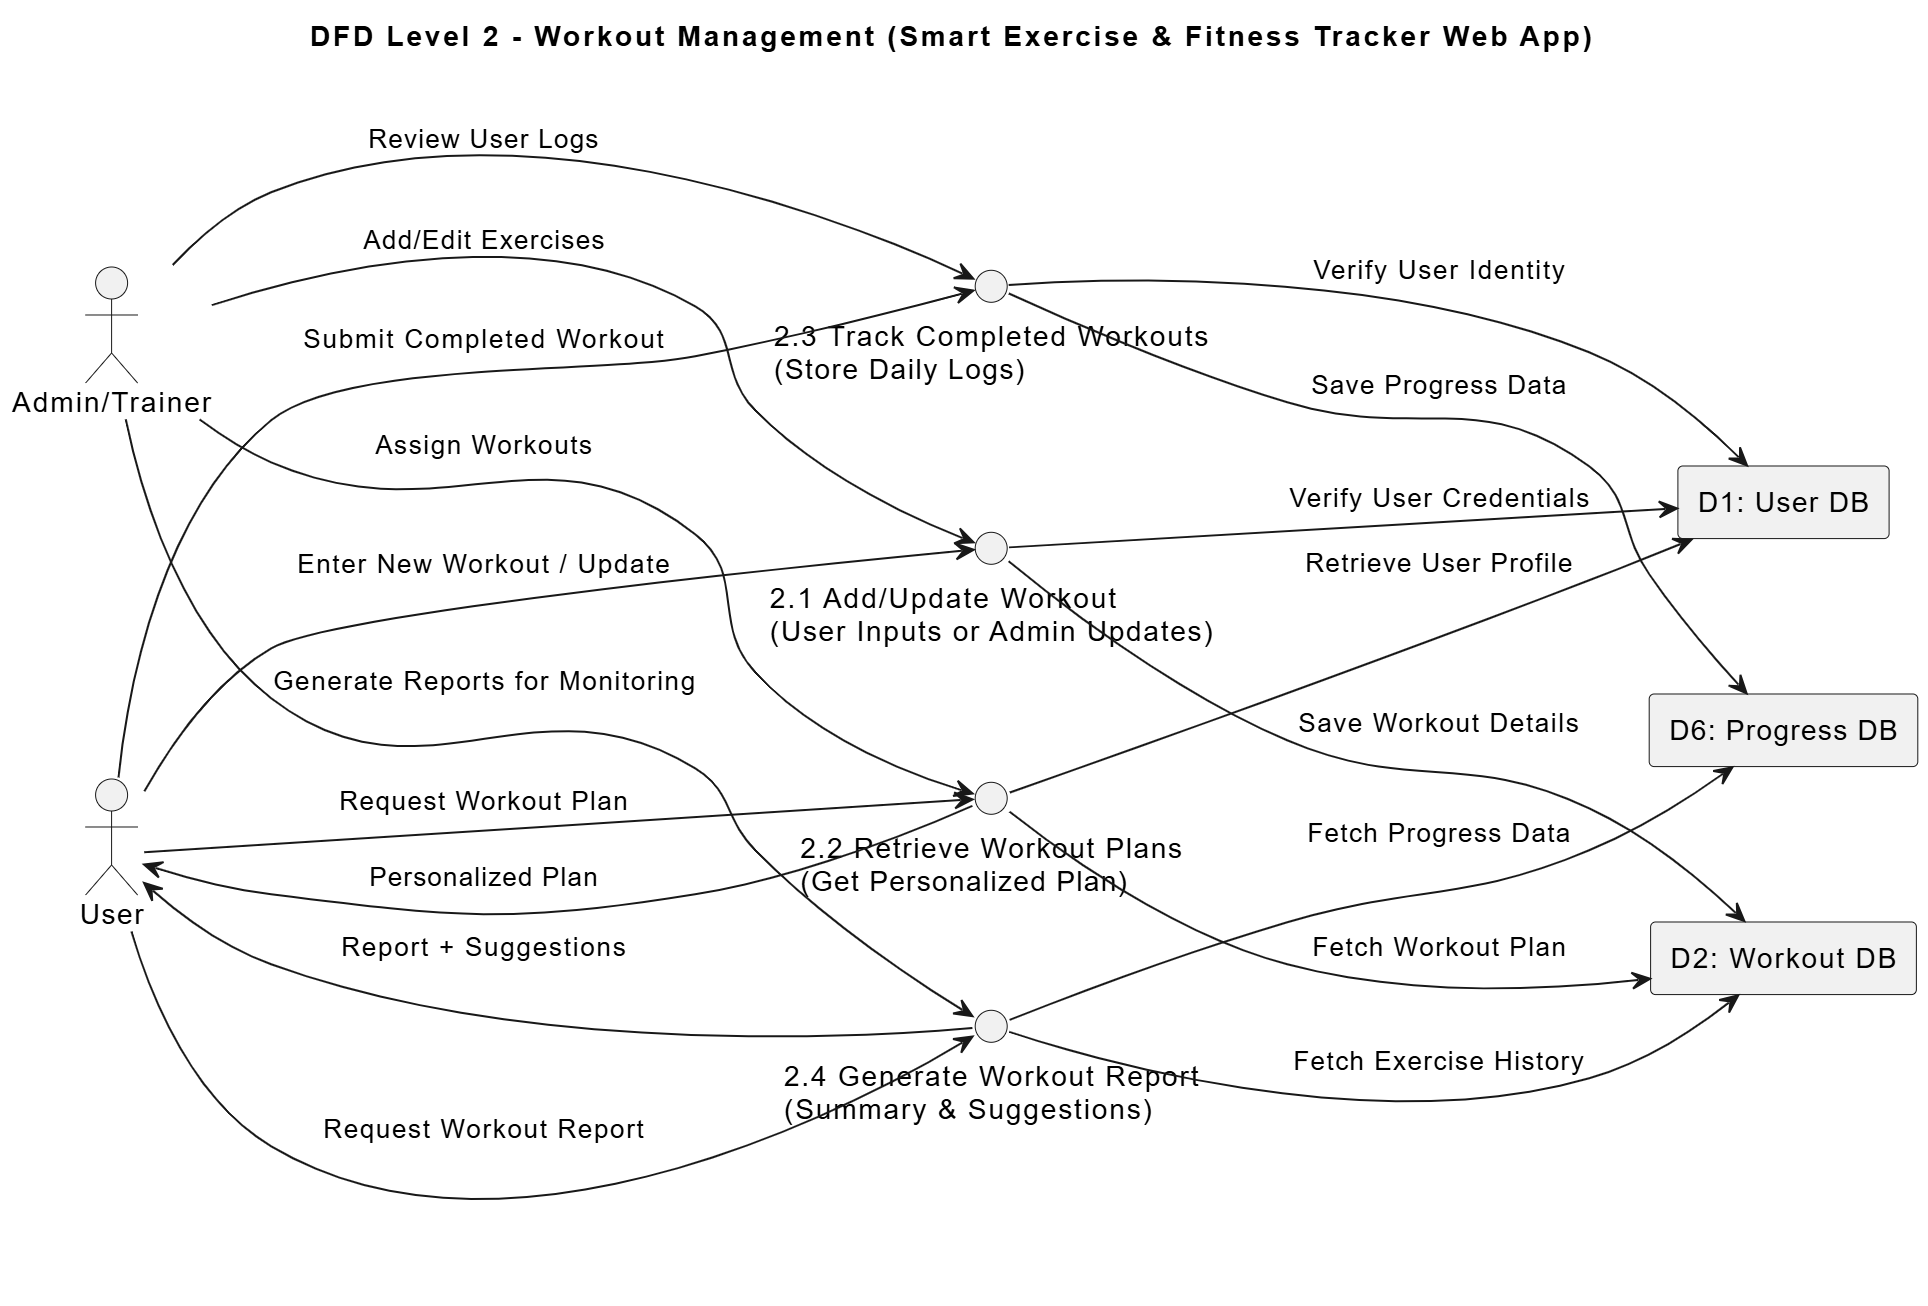 DFD Level 2 - Workout Management (Smart Exercise & Fitness Tracker Web App)
Review User Logs
Add/Edit Exercises
Verify User Identity
Submit Completed Workout
2.3 Track Completed Workouts
(Store Daily Logs)
Save Progress Data
Admin/Trainer
Assign Workouts
Verify User Credentials
D1: User DB
Enter New Workout / Update
Retrieve User Profile
2.1 Add/Update Workout
(User Inputs or Admin Updates)
Generate Reports for Monitoring
Save Workout Details
D6: Progress DB
Request Workout Plan
Fetch Progress Data
2.2 Retrieve Workout Plans
(Get Personalized Plan)
Personalized Plan
User
Report + Suggestions
Fetch Workout Plan
D2: Workout DB
Fetch Exercise History
2.4 Generate Workout Report
(Summary & Suggestions)
Request Workout Report